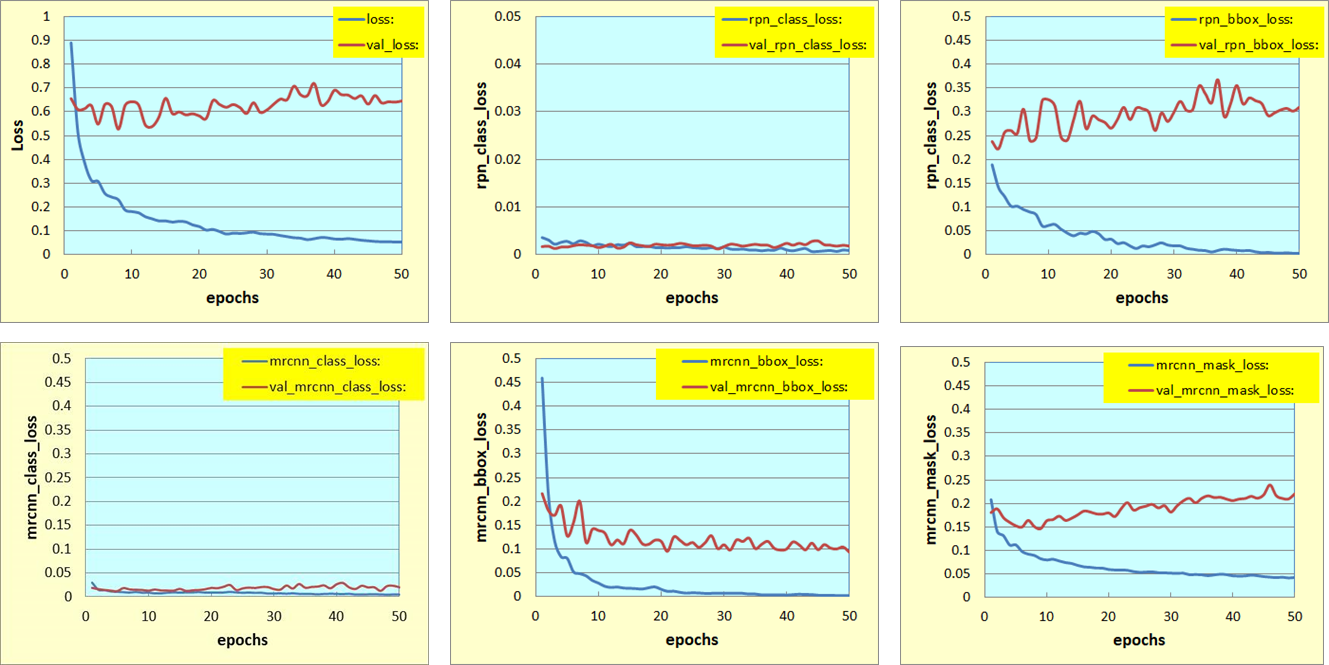 loss:
val_loss:
1
0.9
0.8
0.7
0.6
0.5
0.4
0.3
0.2
0.1
0
Loss
0 10 20 30 40 50
epochs
rpn_class_loss:
val_rpn_class_loss:
0.05
0.04
0.03
0.02
0.01
0
rpn_class_loss
0 10 20 30 40 50
epochs
rpn_bbox_loss:
val_rpn_bbox_loss:
0.5
0.45
0.4
0.35
0.3
0.25
0.2
0.15
0.1
0.05
0
rpn_class_loss
0 10 20 30 40 50
epochs
mrcnn_class_loss:
val_mrcnn_class_loss:
0.5
0.45
0.4
0.35
0.3
0.25
0.2
0.15
0.1
0.05
0
mrcnn_class_loss
0 10 20 30 40 50
epochs
mrcnn_bbox_loss:
val_mrcnn_bbox_loss:
0.5
0.45
0.4
0.35
0.3
0.25
0.2
0.15
0.1
0.05
0
mrcnn_bbox_loss
0 10 20 30 40 50
epochs
mrcnn_mask_loss:
val_mrcnn_mask_loss:
0.5
0.45
0.4
0.35
0.3
0.25
0.2
0.15
0.1
0.05
0
mrcnn_mask_loss
0 10 20 30 40 50
epochs